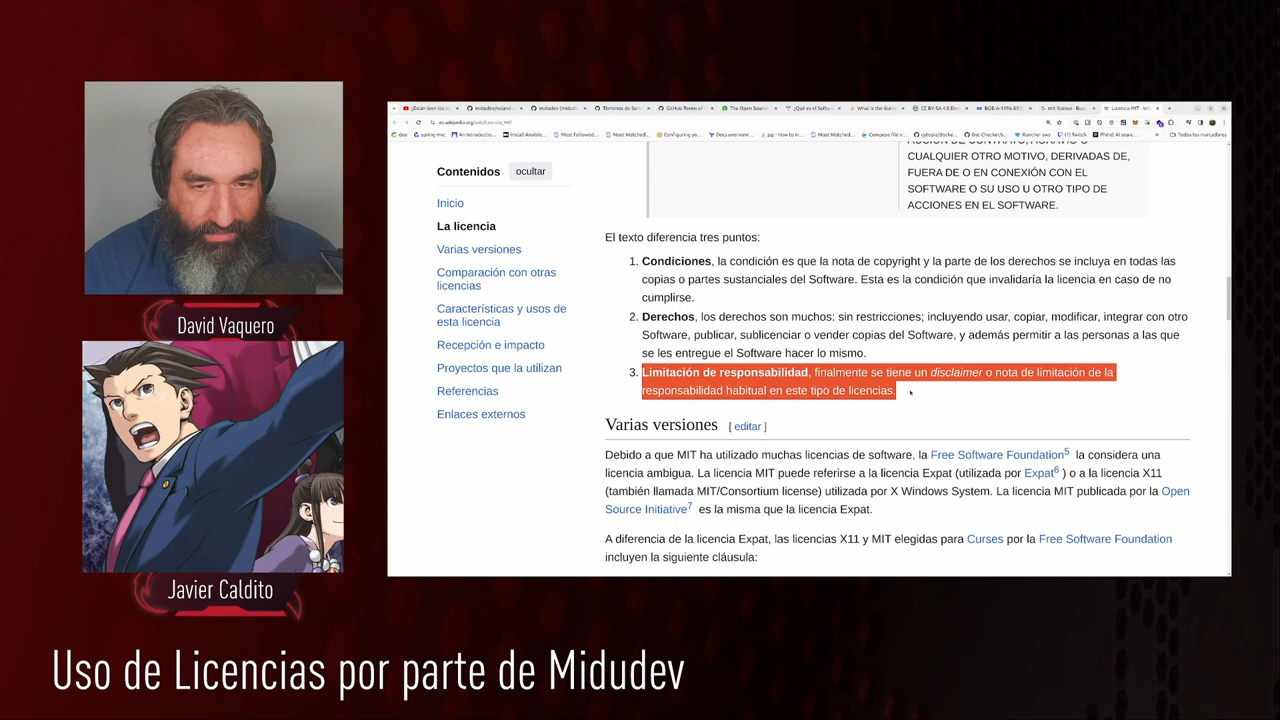 David Vaquero
Javier Caldito
Uso de Licencias por parte de Midudev
es.wikipedia.org/wiki/Licencia_MIT
Todos los marcadores
Contenidos ocultar
Inicio
La licencia
Varias versiones
Comparación con otras
licencias
Características y usos de
esta licencia
Recepción e impacto
Proyectos que la utilizan
Referencias
Enlaces externos
CUALQUIER OTRO MOTIVO, DERIVADAS DE,
FUERA DE O EN CONEXIÓN CON EL
SOFTWARE O SU USO U OTRO TIPO DE
ACCIONES EN EL SOFTWARE.
El texto diferencia tres puntos:
1. Condiciones, la condición es que la nota de copyright y la parte de los derechos se incluya en todas las
copias o partes sustanciales del Software. Esta es la condición que invalidaría la licencia en caso de no
cumplirse.
2. Derechos, los derechos son muchos: sin restricciones; incluyendo usar, copiar, modificar, integrar con otro
Software, publicar, sublicenciar o vender copias del Software, y además permitir a las personas a las que
se les entregue el Software hacer lo mismo.
3. Limitación de responsabilidad, finalmente se tiene un disclaimer o nota de limitación de la
responsabilidad habitual en este tipo de licencias.
Varias versiones [ editar ]
Debido a que MIT ha utilizado muchas licencias de software, la Free Software Foundation5 la considera una
licencia ambigua. La licencia MIT puede referirse a la licencia Expat (utilizada por Expat6 ) o a la licencia X11
(también llamada MIT/Consortium license) utilizada por X Windows System. La licencia MIT publicada por la Open
Source Initiative7 es la misma que la licencia Expat.
A diferencia de la licencia Expat, las licencias X11 y MIT elegidas para Curses por la Free Software Foundation
incluyen la siguiente cláusula: